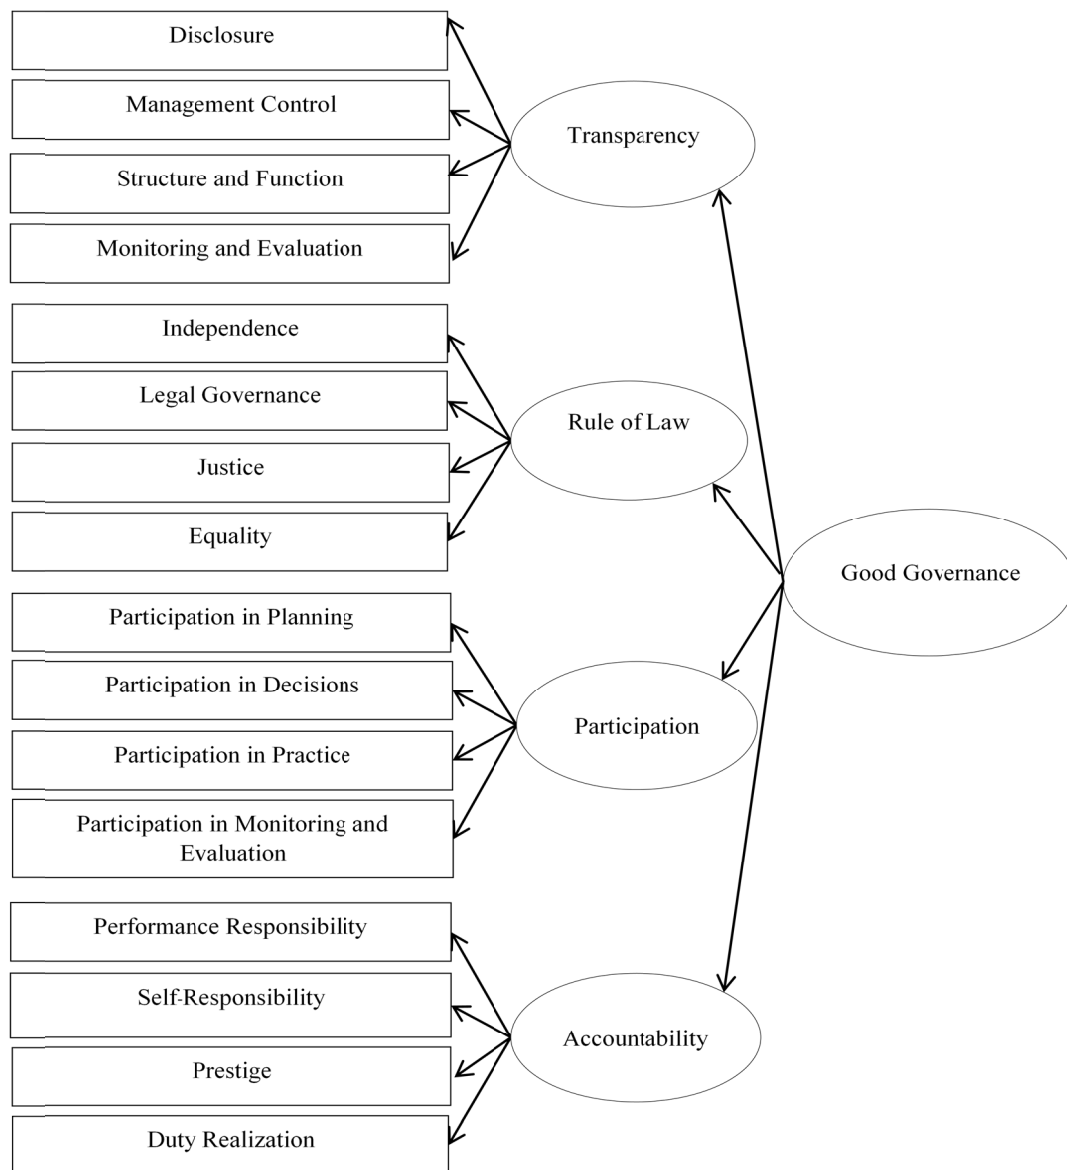 Disclosure
Management Control
Structure and Function
Monitoring and Evaluation
Transparency
Independence
Legal Governance
Justice
Equality
Rule of Law
Good Governance
Participation in Planning
Participation in Decisions
Participation in Practice
Participation in Monitoring and
Evaluation
Participation
Performance Responsibility
Self-Responsibility
Prestige
Duty Realization
Accountability